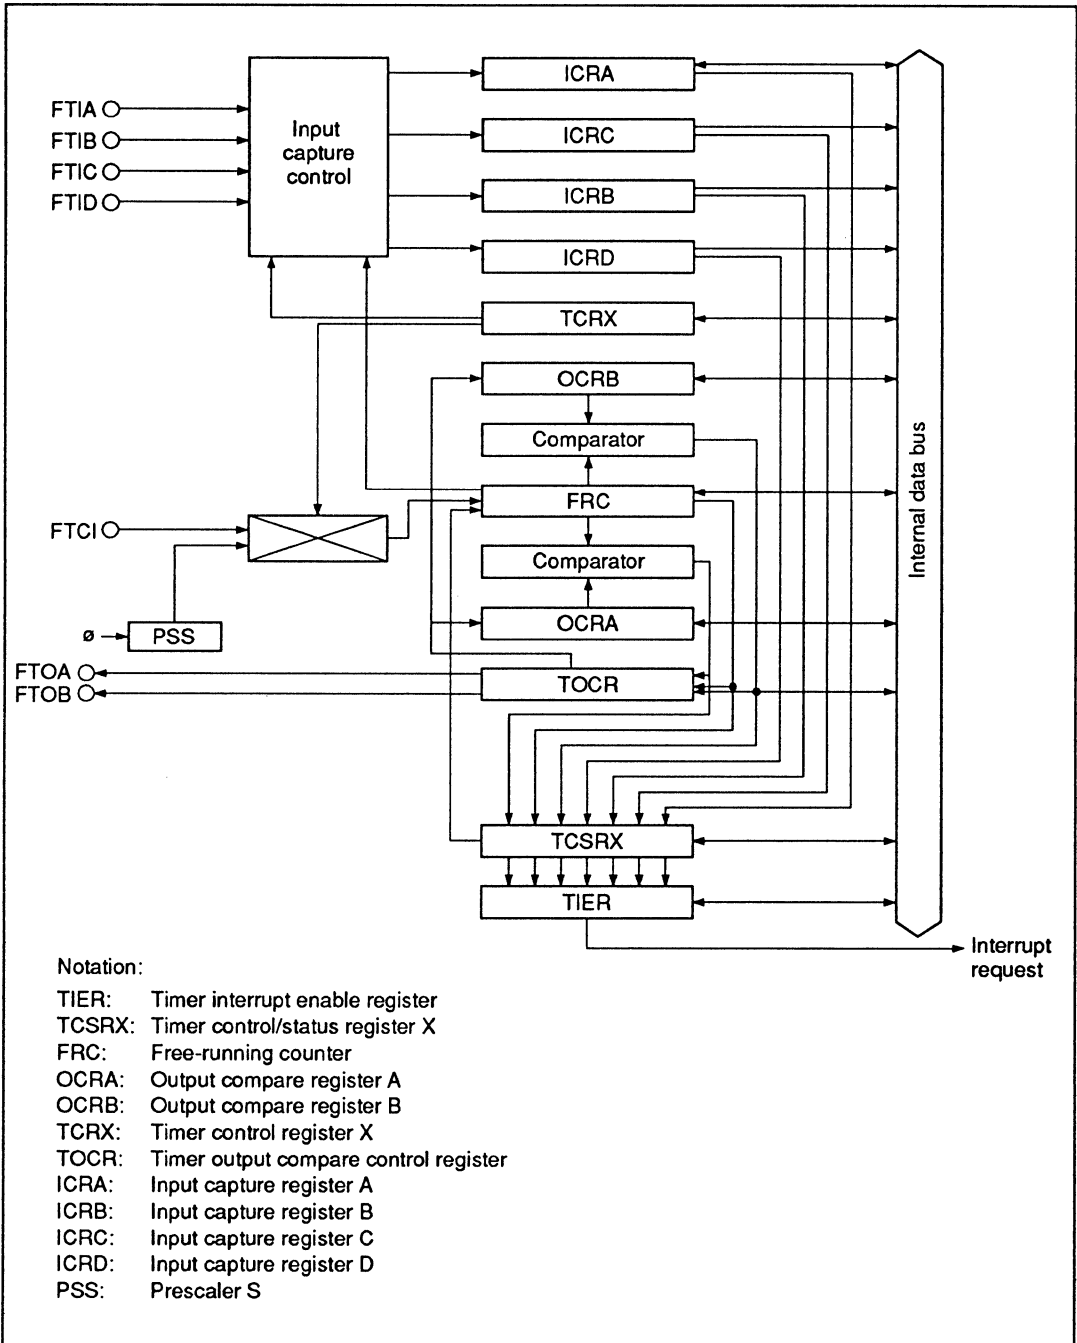 FTIA
FTIB
FTIC
FTID
Input
capture
control
ICRA
ICRC
ICRB
ICRD
TCRX
OCRB
Comparator
FRC
Comparator
OCRA
TOCR
TCSRX
TIER
FTCI
ø
PSS
FTOA
FTOB
Internal data bus
Interrupt
request
Notation:
TIER: Timer interrupt enable register
TCSRX: Timer control/status register X
FRC: Free-running counter
OCRA: Output compare register A
OCRB: Output compare register B
TCRX: Timer control register X
TOCR: Timer output compare control register
ICRA: Input capture register A
ICRB: Input capture register B
ICRC: Input capture register C
ICRD: Input capture register D
PSS: Prescaler S